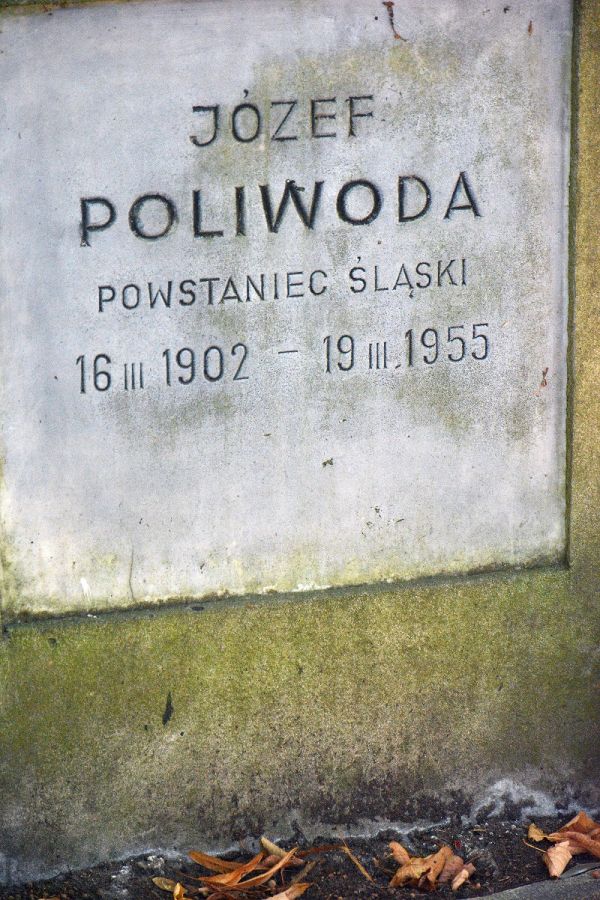 JÓZEF
POLIWODA
POWSTANIEC ŚLĄSKI
16 III 1902 - 19 III. 1955